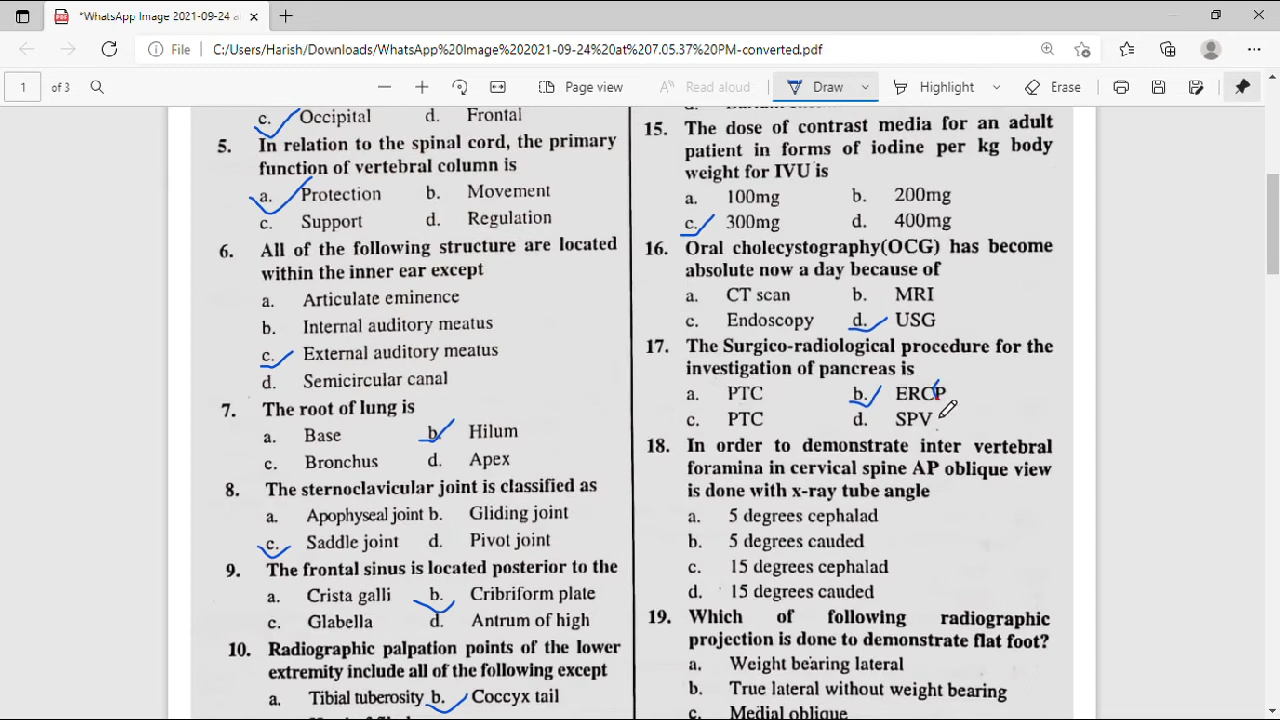 *WhatsApp Image 2021-09-24 a
File
C:/Users/Harish/Downloads/WhatsApp%20Image%202021-09-24%20at%207.05.37%20PM-converted.pdf
1 of 3
Page view
Read aloud
Draw
Highlight
Erase
c. Occipital d. Frontal
5. In relation to the spinal cord, the primary
function of vertebral column is
a. Protection b. Movement
c. Support d. Regulation
6. All of the following structure are located
within the inner ear except
a. Articulate eminence
b. Internal auditory meatus
c. External auditory meatus
d. Semicircular canal
7. The root of lung is
a. Base b. Hilum
c. Bronchus d. Apex
8. The sternoclavicular joint is classified as
a. Apophyseal joint b. Gliding joint
c. Saddle joint d. Pivot joint
9. The frontal sinus is located posterior to the
a. Crista galli b. Cribriform plate
c. Glabella d. Antrum of high
10. Radiographic palpation points of the lower
extremity include all of the following except
a. Tibial tuberosity b. Coccyx tail
15. The dose of contrast media for an adult
patient in forms of iodine per kg body
weight for IVU is
a. 100mg b. 200mg
c. 300mg d. 400mg
16. Oral cholecystography(OCG) has become
absolute now a day because of
a. CT scan b. MRI
c. Endoscopy d. USG
17. The Surgico-radiological procedure for the
investigation of pancreas is
a. PTC b. ERCP
c. PTC d. SPV
18. In order to demonstrate inter vertebral
foramina in cervical spine AP oblique view
is done with x-ray tube angle
a. 5 degrees cephalad
b. 5 degrees cauded
c. 15 degrees cephalad
d. 15 degrees cauded
19. Which of following radiographic
projection is done to demonstrate flat foot?
a. Weight bearing lateral
b. True lateral without weight bearing
c. Medial oblique